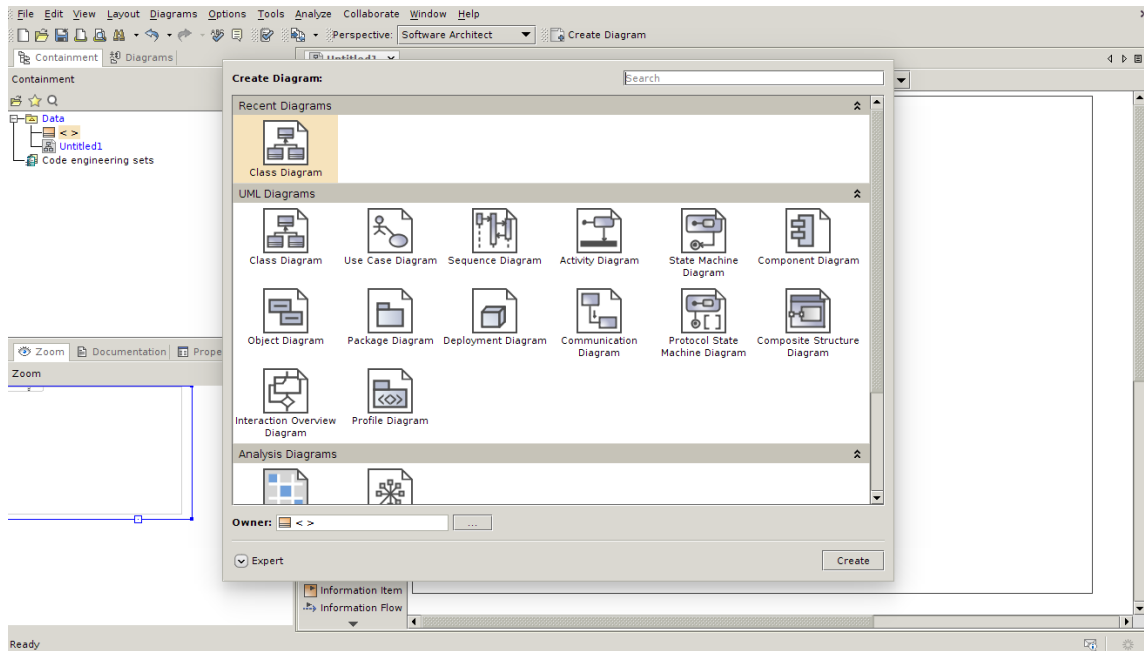 File Edit View Layout Diagrams Options Tools Analyze Collaborate Window Help
Perspective: Software Architect Create Diagram
Containment Diagrams
Untitled1
Containment
Create Diagram:
Search
Recent Diagrams
Data
< >
Untitled1
Code engineering sets
Class Diagram
UML Diagrams
Class Diagram
Use Case Diagram
Sequence Diagram
Activity Diagram
State Machine
Diagram
Component Diagram
Object Diagram
Package Diagram
Deployment Diagram
Communication
Diagram
Protocol State
Machine Diagram
Composite Structure
Diagram
Zoom Documentation Prope
Zoom
Interaction Overview
Diagram
Profile Diagram
Analysis Diagrams
Owner: < > ...
Expert
Create
Information Item
Information Flow
Ready